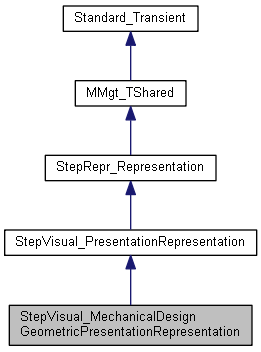 Standard_Transient
MMgt_TShared
StepRepr_Representation
StepVisual_PresentationRepresentation
StepVisual_MechanicalDesign
GeometricPresentationRepresentation